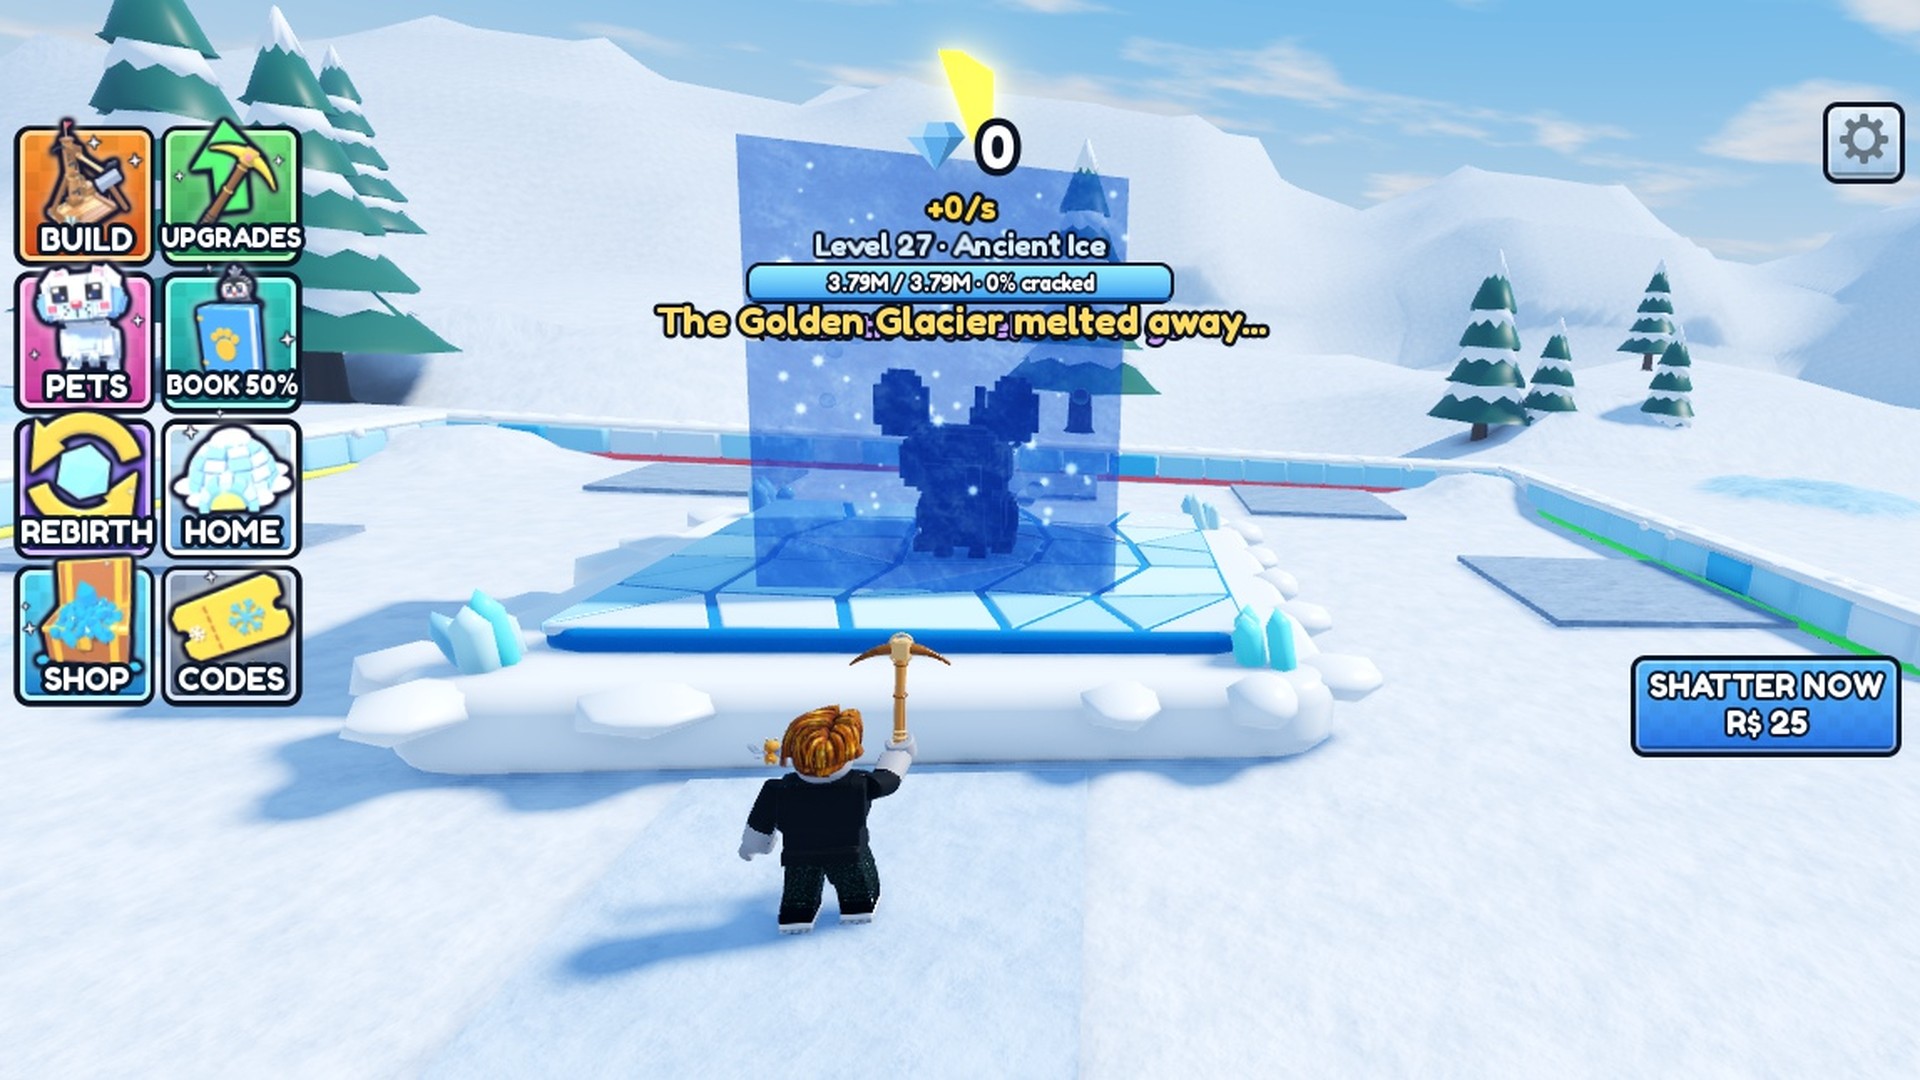 0
+0/s
Level 27 · Ancient Ice
3.79M / 3.79M · 0% cracked
The Golden Glacier melted away...
BUILD
UPGRADES
PETS
BOOK 50%
REBIRTH
HOME
SHOP
CODES
SHATTER NOW
R$ 25